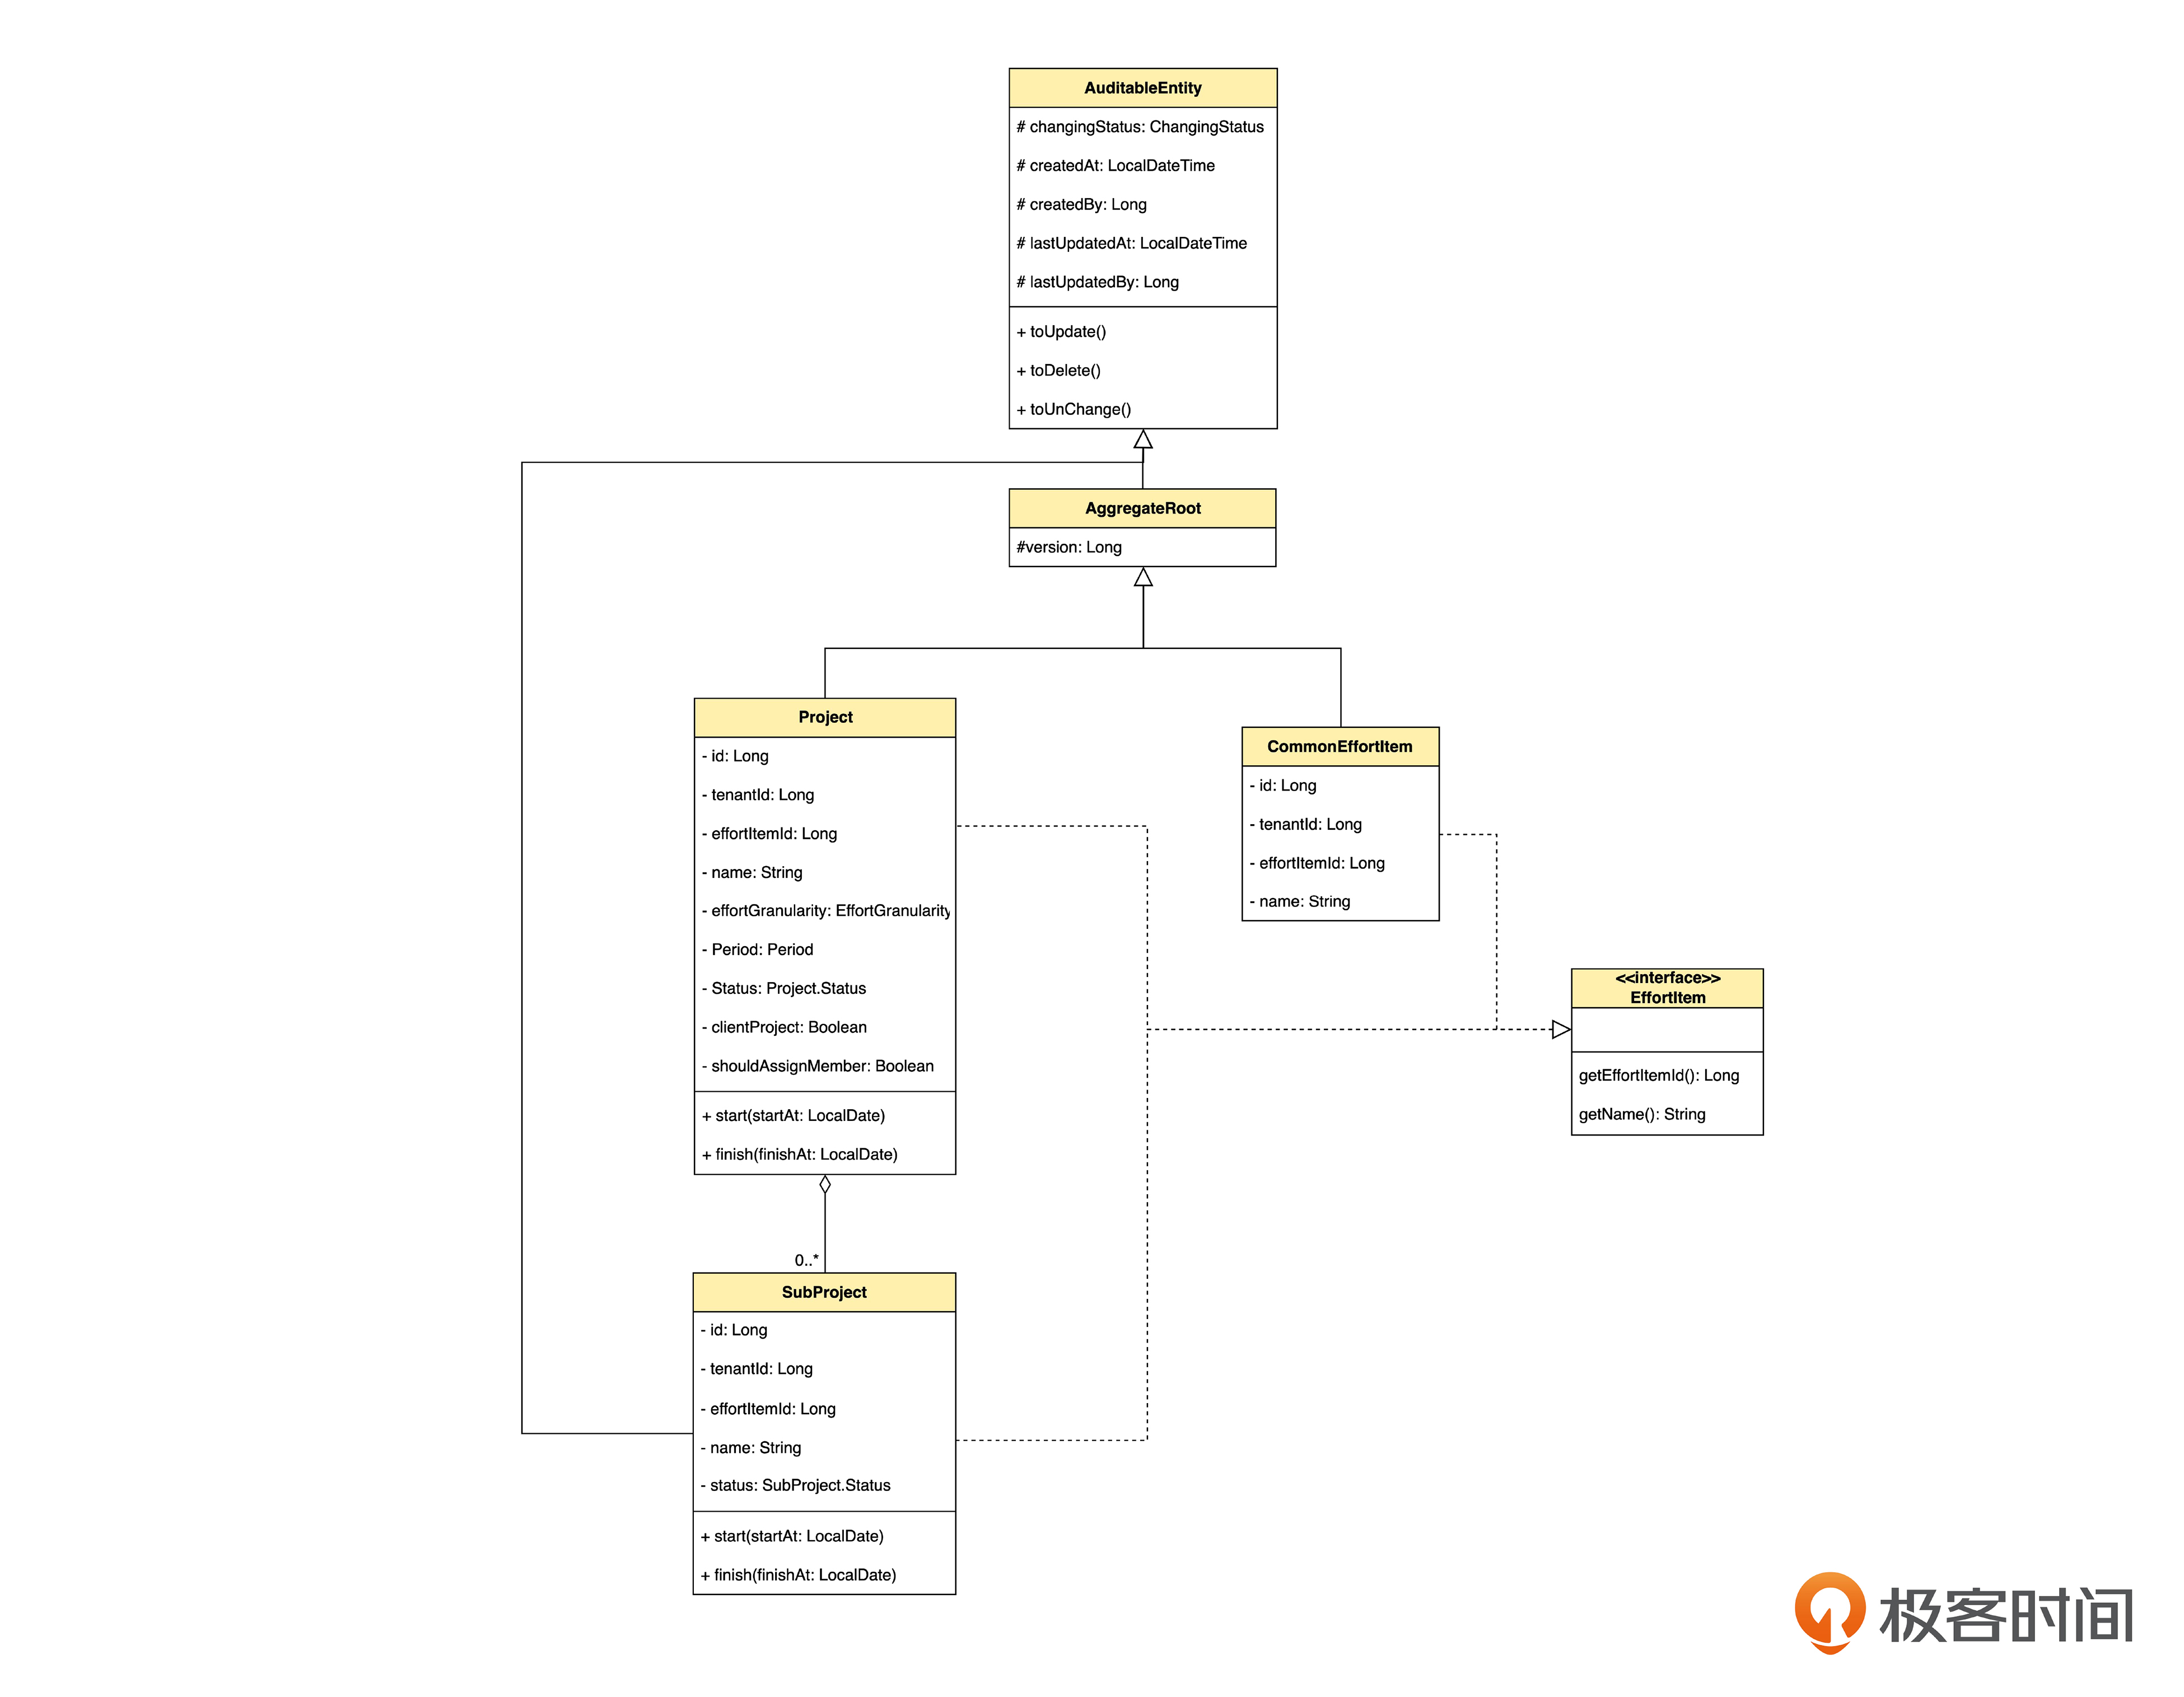 AuditableEntity
# changingStatus: ChangingStatus
# createdAt: LocalDateTime
# createdBy: Long
# lastUpdatedAt: LocalDateTime
# lastUpdatedBy: Long
+ toUpdate()
+ toDelete()
+ toUnChange()
AggregateRoot
#version: Long
Project
- id: Long
- tenantId: Long
- effortItemId: Long
- name: String
- effortGranularity: EffortGranularity
- Period: Period
- Status: Project.Status
- clientProject: Boolean
- shouldAssignMember: Boolean
+ start(startAt: LocalDate)
+ finish(finishAt: LocalDate)
CommonEffortItem
- id: Long
- tenantId: Long
- effortItemId: Long
- name: String
<<interface>>
EffortItem
getEffortItemId(): Long
getName(): String
0..*
SubProject
- id: Long
- tenantId: Long
- effortItemId: Long
- name: String
- status: SubProject.Status
+ start(startAt: LocalDate)
+ finish(finishAt: LocalDate)
极客时间